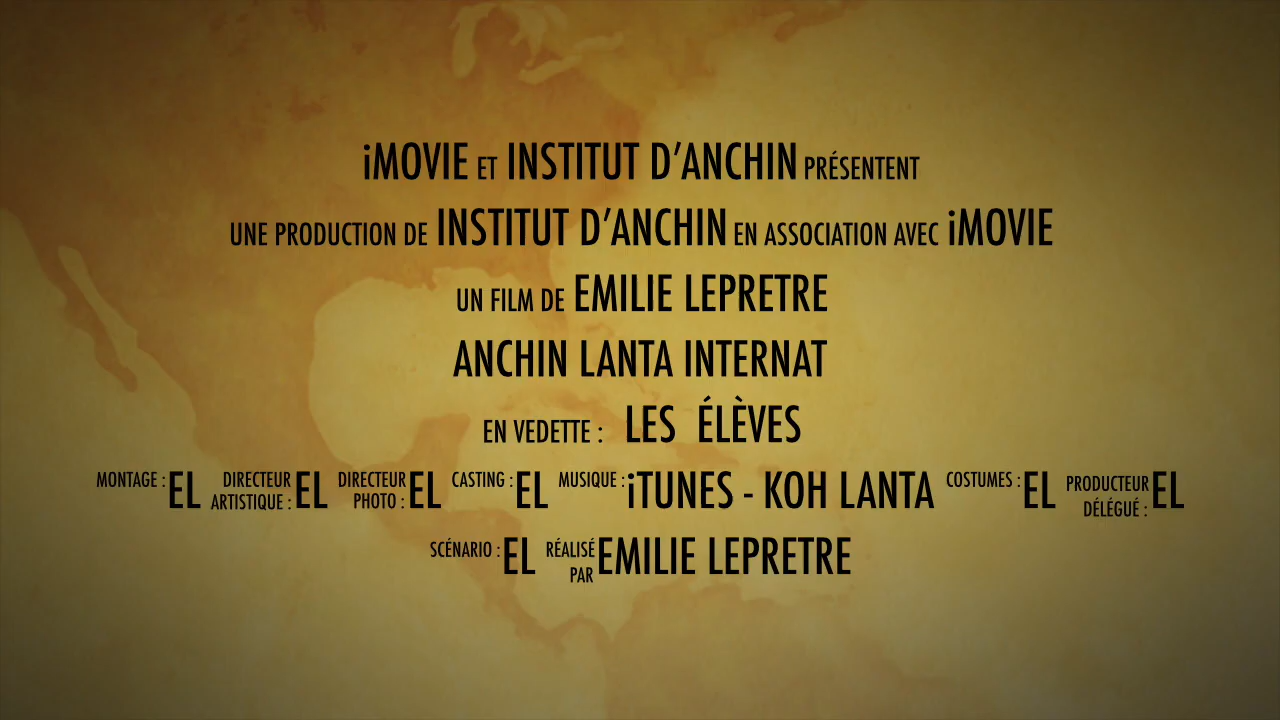 iMOVIE ET INSTITUT D'ANCHIN PRÉSENTENT
UNE PRODUCTION DE INSTITUT D'ANCHIN EN ASSOCIATION AVEC iMOVIE
UN FILM DE EMILIE LEPRETRE
ANCHIN LANTA INTERNAT
EN VEDETTE : LES ÉLÈVES
MONTAGE : EL DIRECTEUR ARTISTIQUE : EL DIRECTEUR PHOTO : EL CASTING : EL MUSIQUE : iTUNES - KOH LANTA COSTUMES : EL PRODUCTEUR DÉLÉGUÉ : EL
SCÉNARIO : EL RÉALISÉ PAR EMILIE LEPRETRE